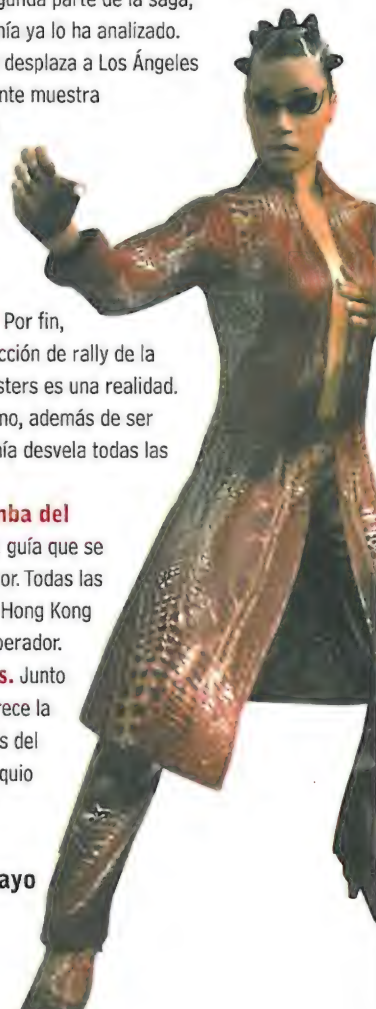 gunda parte de la saga,
nía ya lo ha analizado.
desplaza a Los Ángeles
nte muestra
Por fin,
cción de rally de la
sters es una realidad.
no, además de ser
nía desvela todas las
nba del
guía que se
or. Todas las
Hong Kong
perador.
s. Junto
rece la
s del
quio
ayo